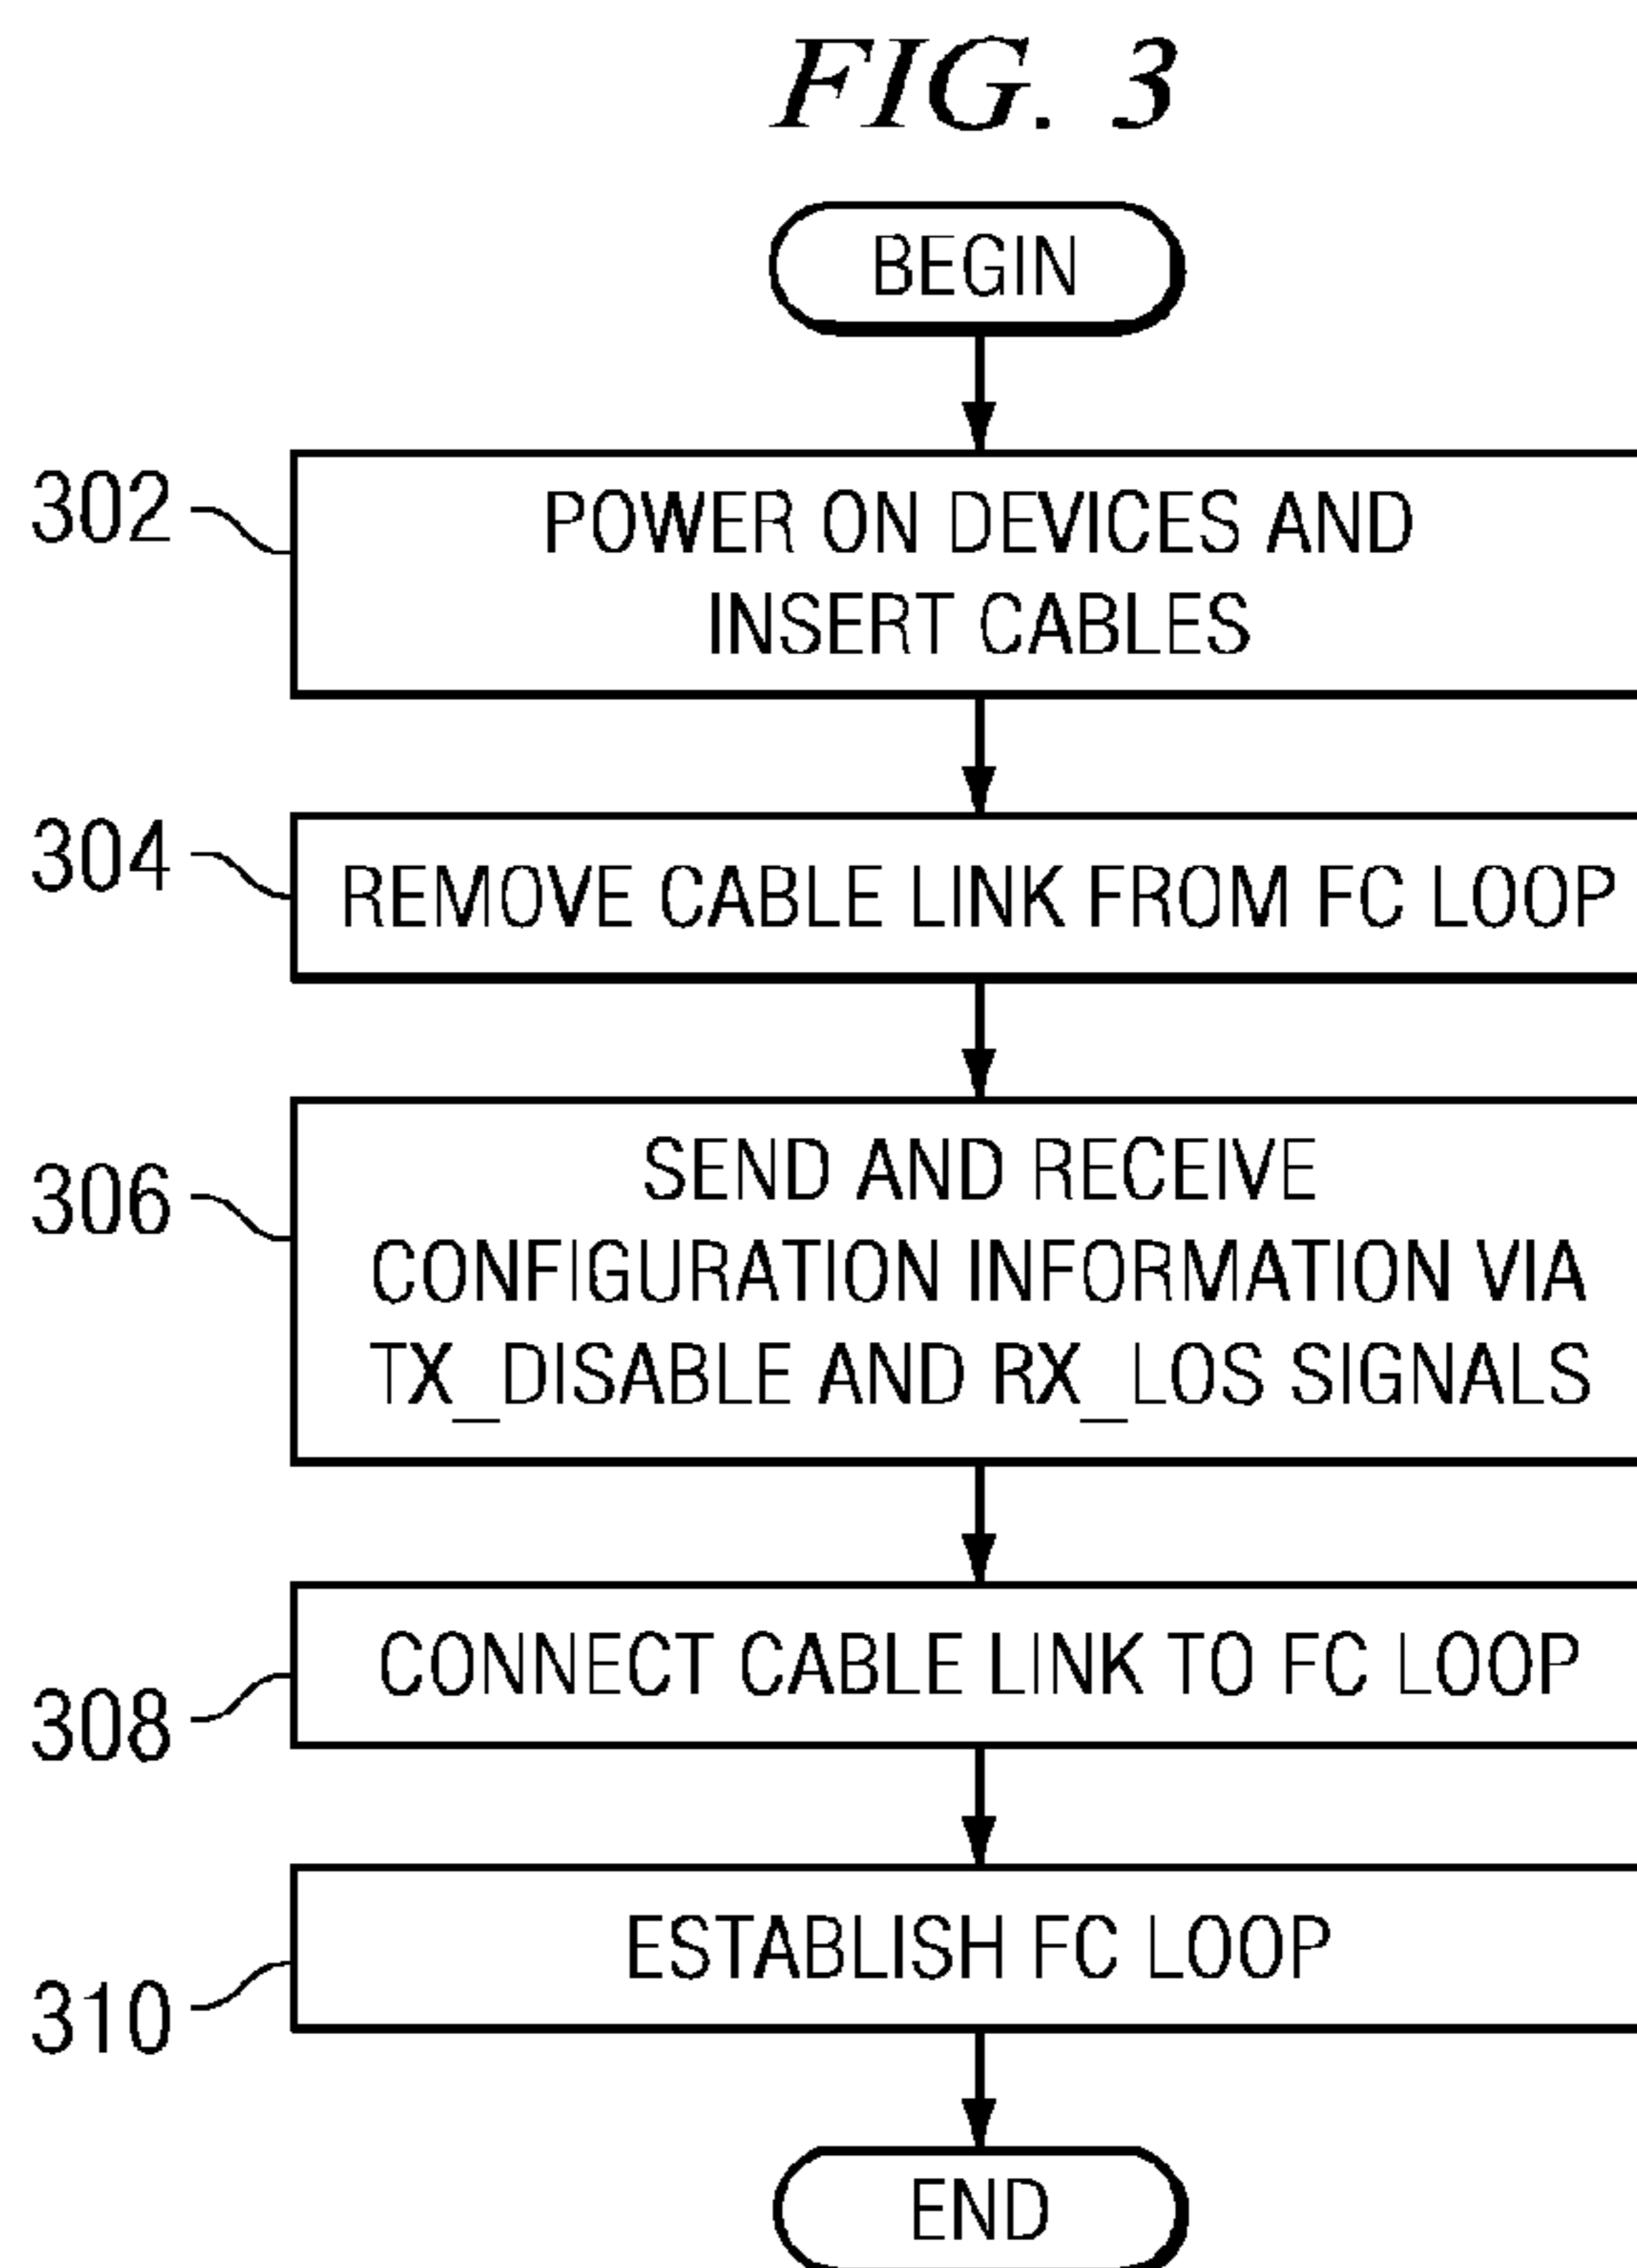 FIG. 3
BEGIN
302
POWER ON DEVICES AND
INSERT CABLES
304
REMOVE CABLE LINK FROM FC LOOP
306
SEND AND RECEIVE
CONFIGURATION INFORMATION VIA
TX_DISABLE AND RX_LOS SIGNALS
308
CONNECT CABLE LINK TO FC LOOP
310
ESTABLISH FC LOOP
END